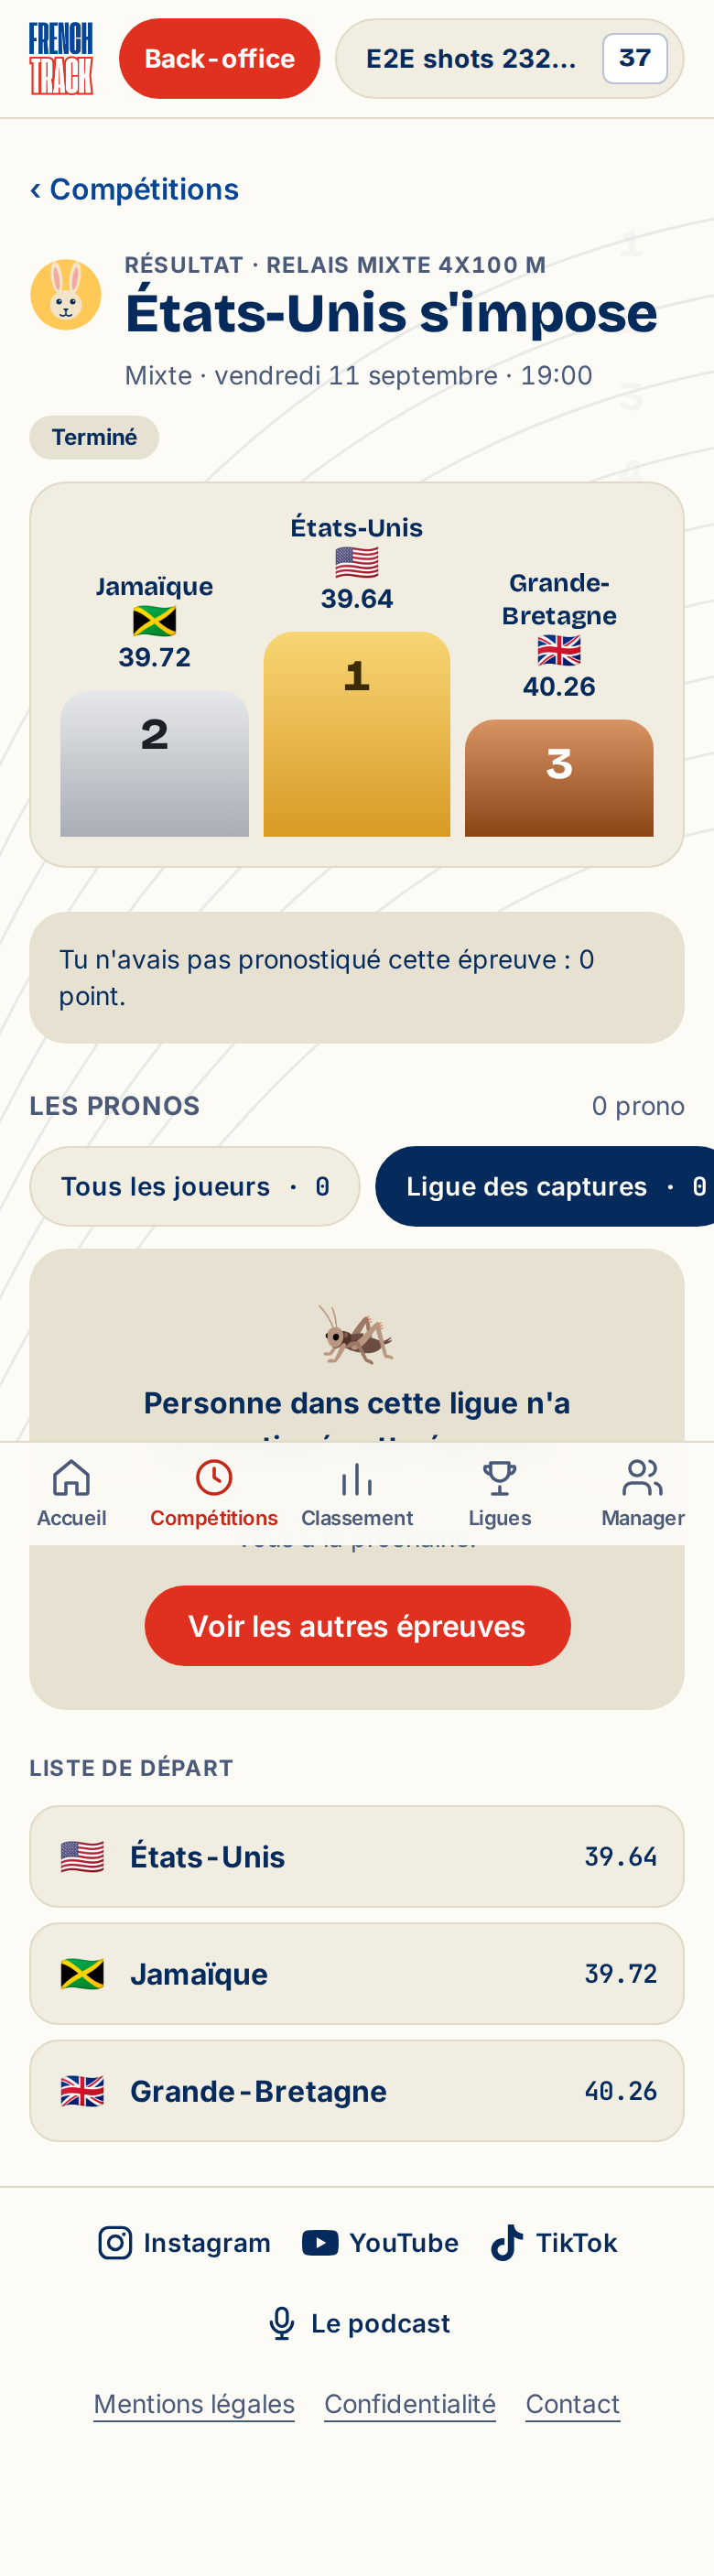 FRENCH
TRACK
Back-office
E2E shots 232... 37
‹ Compétitions
1
RÉSULTAT · RELAIS MIXTE 4X100 M
États-Unis s'impose
Mixte · vendredi 11 septembre · 19:00
3
Terminé
4
États-Unis
39.64
Jamaïque
39.72
Grande-
Bretagne
40.26
1
2
3
Tu n'avais pas pronostiqué cette épreuve : 0
point.
LES PRONOS
0 prono
Tous les joueurs · 0
Ligue des captures · 0
Personne dans cette ligue n'a
Accueil
Compétitions
Classement
Ligues
Manager
Voir les autres épreuves
LISTE DE DÉPART
États-Unis 39.64
Jamaïque 39.72
Grande-Bretagne 40.26
Instagram
YouTube
TikTok
Le podcast
Mentions légales
Confidentialité
Contact